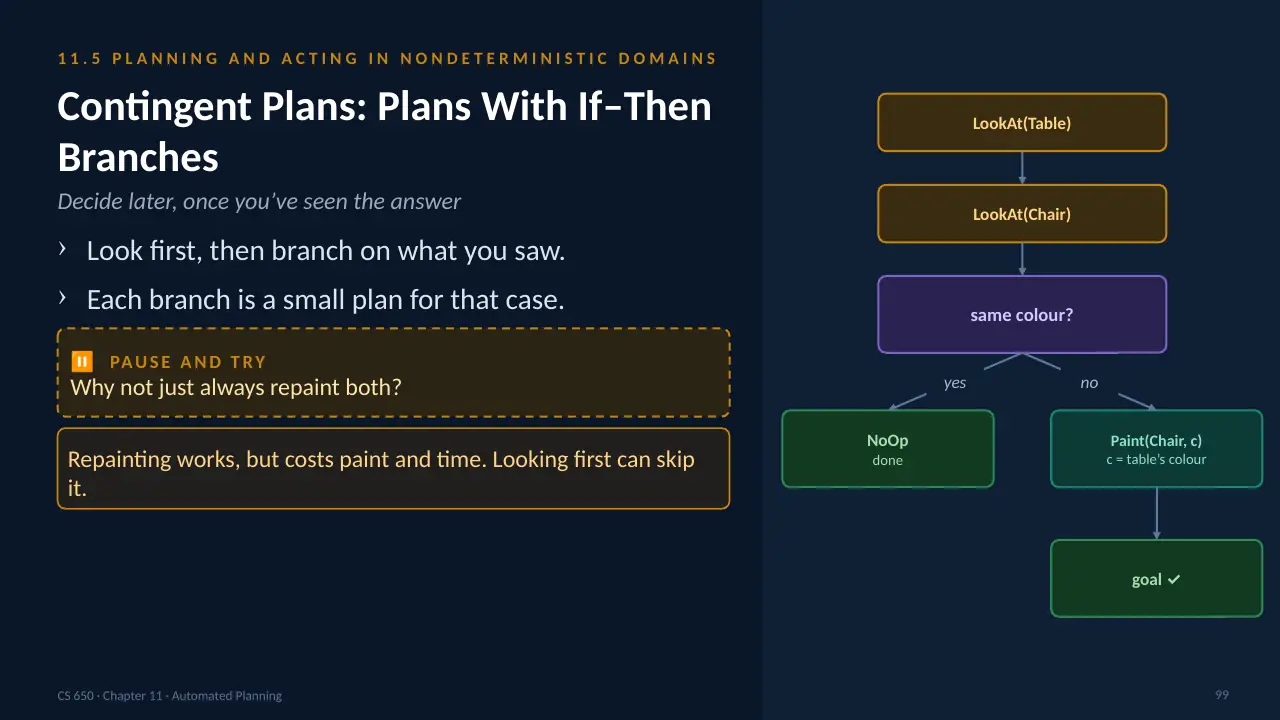 11.5 PLANNING AND ACTING IN NONDETERMINISTIC DOMAINS
Contingent Plans: Plans With If–Then
Branches
Decide later, once you’ve seen the answer
› Look first, then branch on what you saw.
› Each branch is a small plan for that case.
⏸ PAUSE AND TRY
Why not just always repaint both?
Repainting works, but costs paint and time. Looking first can skip
it.
LookAt(Table)
LookAt(Chair)
same colour?
yes
no
NoOp
done
Paint(Chair, c)
c = table’s colour
goal ✓
CS 650 · Chapter 11 · Automated Planning
99